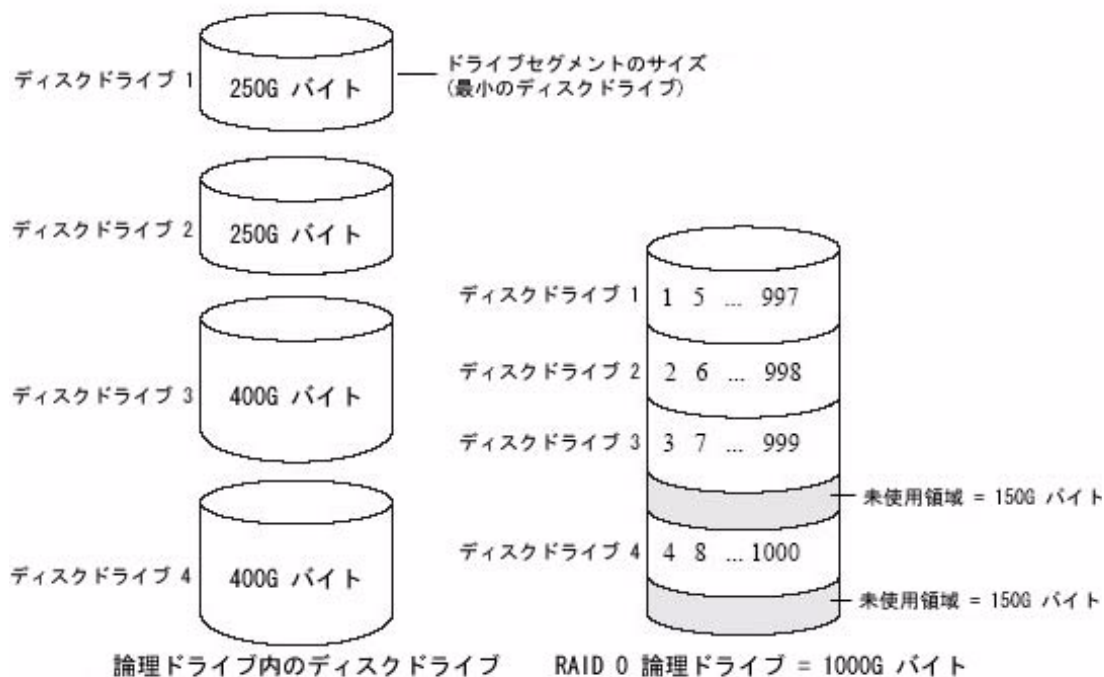 ディスクドライブ 1
250G バイト
ドライブセグメントのサイズ
(最小のディスクドライブ)
ディスクドライブ 2
250G バイト
ディスクドライブ 3
400G バイト
ディスクドライブ 4
400G バイト
論理ドライブ内のディスクドライブ
ディスクドライブ 1
1 5 ... 997
ディスクドライブ 2
2 6 ... 998
ディスクドライブ 3
3 7 ... 999
未使用領域 = 150G バイト
ディスクドライブ 4
4 8 ... 1000
未使用領域 = 150G バイト
RAID 0 論理ドライブ = 1000G バイト